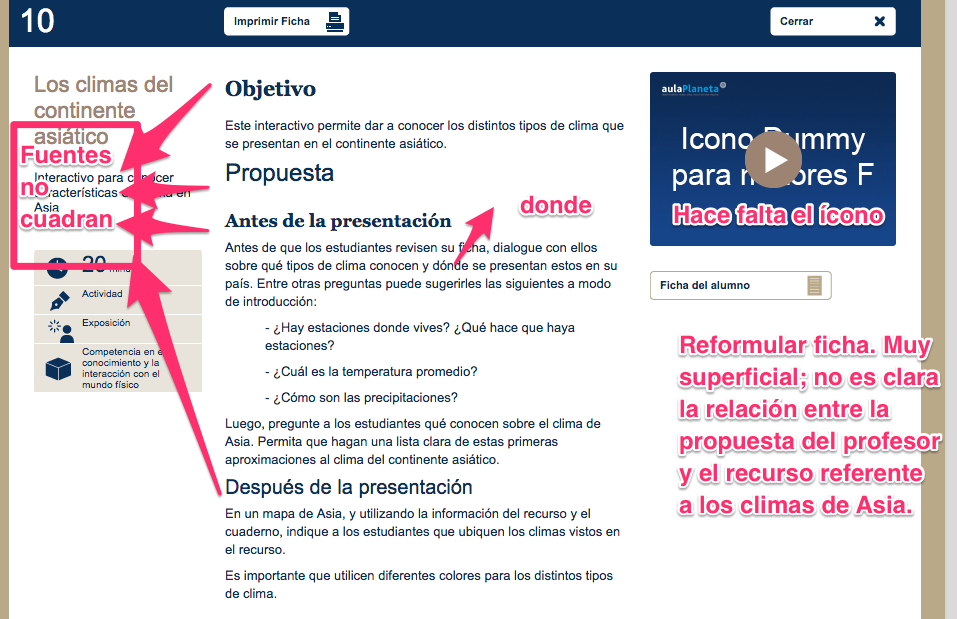 10
Imprimir Ficha
Cerrar
Los climas del
continente
asiático
Fuentes
no
cuadran
Interactivo para conocer
características
en
Asia
20
Actividad
Exposición
Competencia en el
conocimiento y la
interacción con el
mundo físico
Objetivo
Este interactivo permite dar a conocer los distintos tipos de clima que
se presentan en el continente asiático.
Propuesta
donde
Antes de la presentación
Antes de que los estudiantes revisen su ficha, dialogue con ellos
sobre qué tipos de clima conocen y dónde se presentan estos en su
país. Entre otras preguntas puede sugerirles las siguientes a modo
de introducción:
- ¿Hay estaciones donde vives? ¿Qué hace que haya
estaciones?
- ¿Cuál es la temperatura promedio?
- ¿Cómo son las precipitaciones?
Luego, pregunte a los estudiantes qué conocen sobre el clima de
Asia. Permita que hagan una lista clara de estas primeras
aproximaciones al clima del continente asiático.
Después de la presentación
En un mapa de Asia, y utilizando la información del recurso y el
cuaderno, indique a los estudiantes que ubiquen los climas vistos en
el recurso.
Es importante que utilicen diferentes colores para los distintos tipos
de clima.
aulaPlaneta
Icono Dummy
para F
Hace falta el ícono
Ficha del alumno
Reformular ficha. Muy
superficial; no es clara
la relación entre la
propuesta del profesor
y el recurso referente
a los climas de Asia.